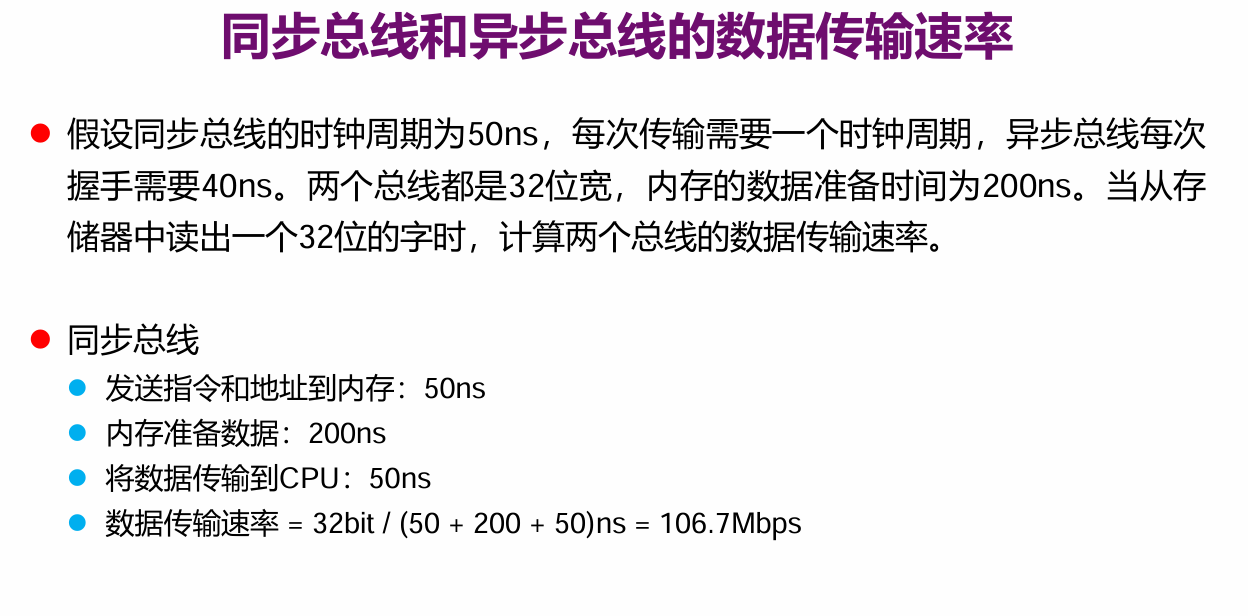 同步总线和异步总线的数据传输速率
假设同步总线的时钟周期为50ns，每次传输需要一个时钟周期，异步总线每次
握手需要40ns。两个总线都是32位宽，内存的数据准备时间为200ns。当从存
储器中读出一个32位的字时，计算两个总线的数据传输速率。
同步总线
发送指令和地址到内存：50ns
内存准备数据：200ns
将数据传输到CPU：50ns
数据传输速率 = 32bit / (50 + 200 + 50)ns = 106.7Mbps